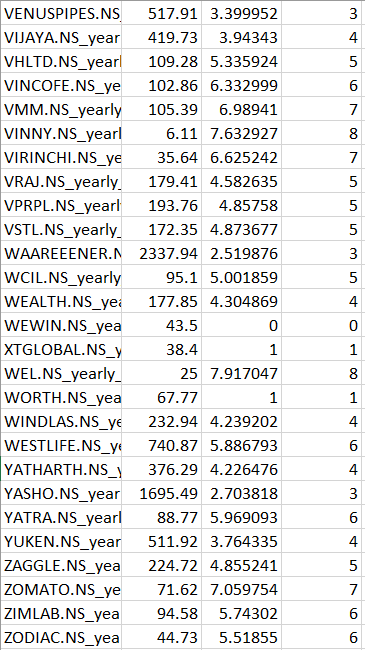 VENUSPIPES.NS_ 517.91 3.399952 3
VIJAYA.NS_year 419.73 3.94343 4
VHLTD.NS_yearl 109.28 5.335924 5
VINCOFE.NS_ye 102.86 6.332999 6
VMM.NS_yearly 105.39 6.98941 7
VINNY.NS_yearl 6.11 7.632927 8
VIRINCHI.NS_ye 35.64 6.625242 7
VRAJ.NS_yearly_ 179.41 4.582635 5
VPRPL.NS_yearl 193.76 4.85758 5
VSTL.NS_yearly_ 172.35 4.873677 5
WAAREEENER.N 2337.94 2.519876 3
WCIL.NS_yearly 95.1 5.001859 5
WEALTH.NS_yea 177.85 4.304869 4
WEWIN.NS_yea 43.5 0 0
XTGLOBAL.NS_y 38.4 1 1
WEL.NS_yearly_ 25 7.917047 8
WORTH.NS_yea 67.77 1 1
WINDLAS.NS_ye 232.94 4.239202 4
WESTLIFE.NS_ye 740.87 5.886793 6
YATHARTH.NS_y 376.29 4.226476 4
YASHO.NS_year 1695.49 2.703818 3
YATRA.NS_yearl 88.77 5.969093 6
YUKEN.NS_year 511.92 3.764335 4
ZAGGLE.NS_year 224.72 4.855241 5
ZOMATO.NS_ye 71.62 7.059754 7
ZIMLAB.NS_yea 94.58 5.74302 6
ZODIAC.NS_yea 44.73 5.51855 6